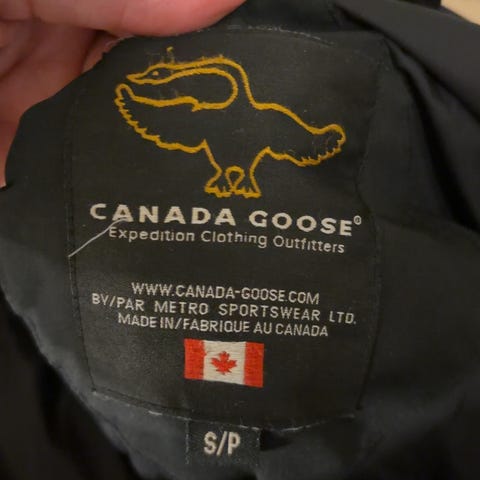 CANADA GOOSE®
Expedition Clothing Outfitters
WWW.CANADA-GOOSE.COM
BY/PAR METRO SPORTSWEAR LTD.
MADE IN/FABRIQUE AU CANADA
S/P